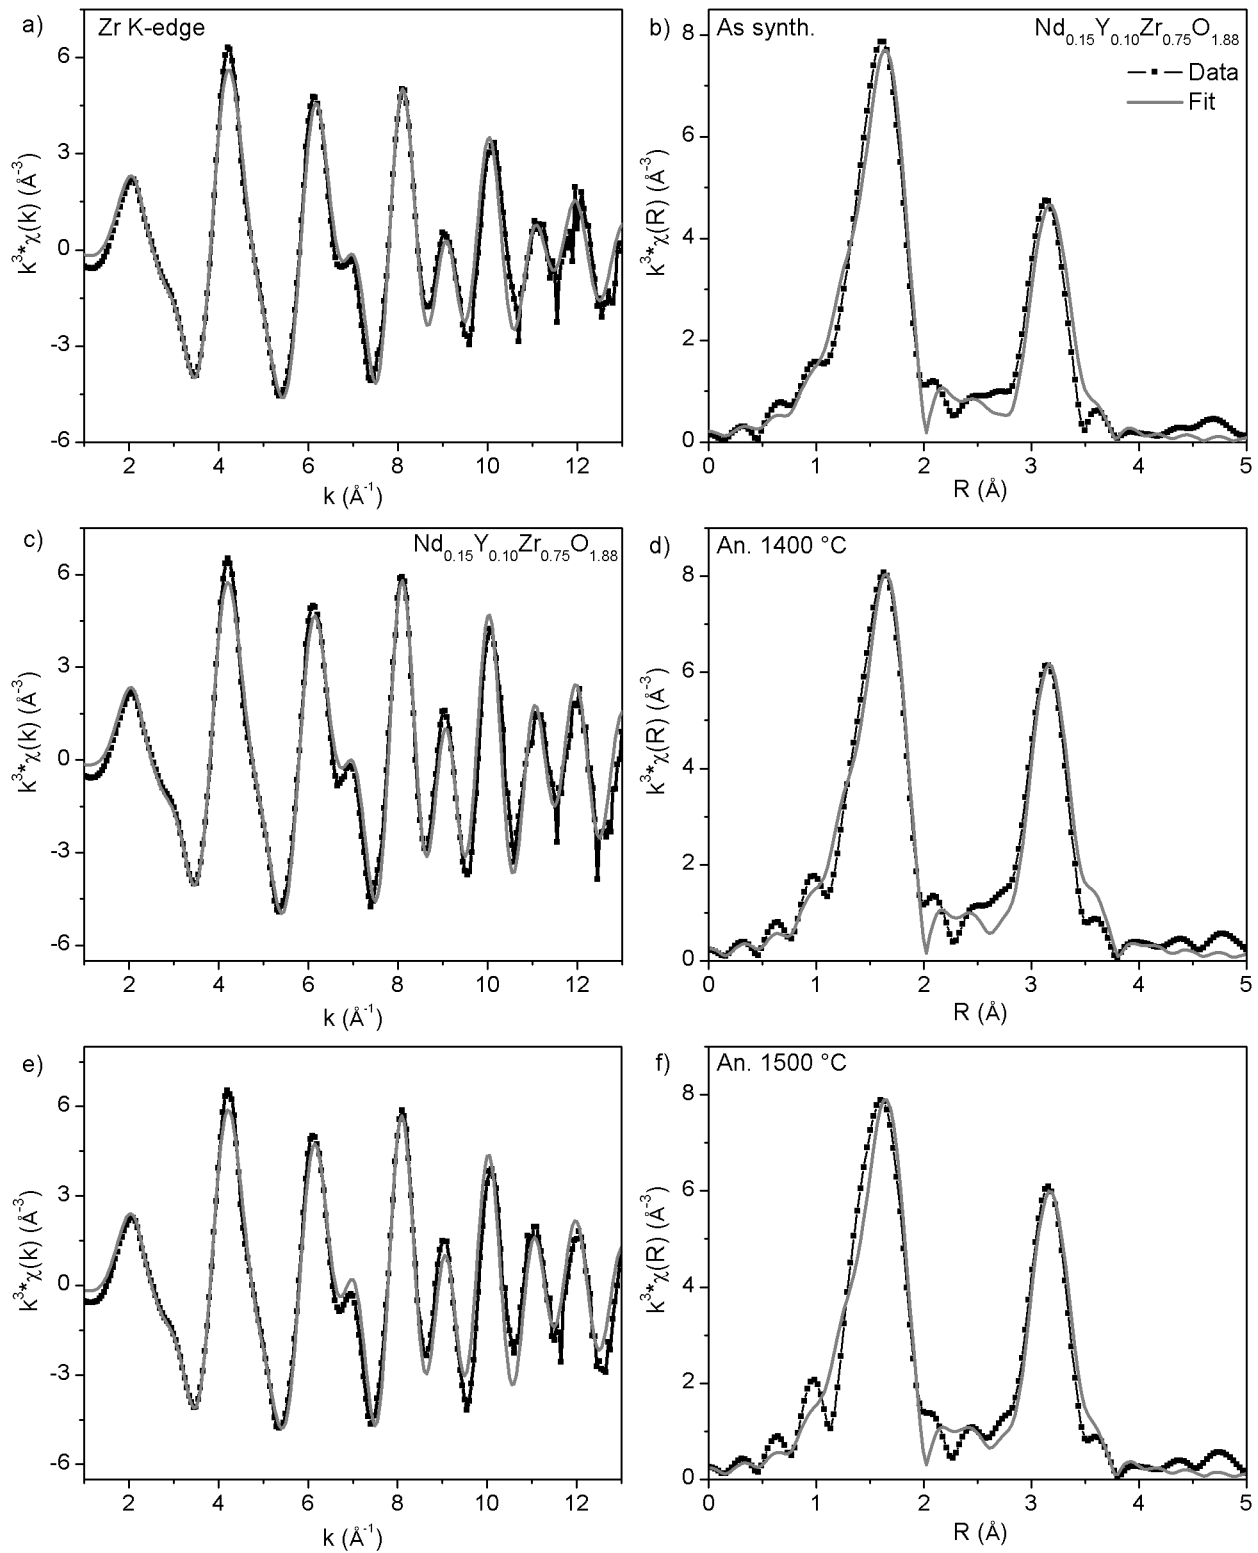 a)
Zr K-edge
6
3
0
-3
-6
k³*χ(k) (Å⁻³)
2 4 6 8 10 12
k (Å⁻¹)
b)
As synth.
Nd₀.₁₅Y₀.₁₀Zr₀.₇₅O₁.₈₈
Data
Fit
8
6
4
2
0
k³*χ(R) (Å⁻³)
0 1 2 3 4 5
R (Å)
c)
Nd₀.₁₅Y₀.₁₀Zr₀.₇₅O₁.₈₈
6
3
0
-3
-6
k³*χ(k) (Å⁻³)
2 4 6 8 10 12
k (Å⁻¹)
d)
An. 1400 °C
8
6
4
2
0
k³*χ(R) (Å⁻³)
0 1 2 3 4 5
R (Å)
e)
6
3
0
-3
-6
k³*χ(k) (Å⁻³)
2 4 6 8 10 12
k (Å⁻¹)
f)
An. 1500 °C
8
6
4
2
0
k³*χ(R) (Å⁻³)
0 1 2 3 4 5
R (Å)